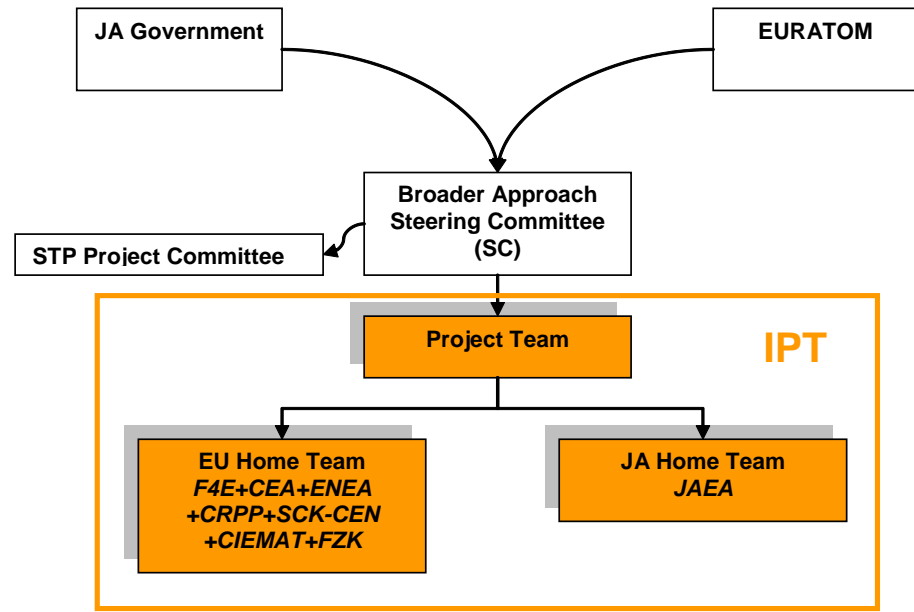 JA Government
EURATOM
Broader Approach
Steering Committee
(SC)
STP Project Committee
Project Team
IPT
EU Home Team
F4E+CEA+ENEA
+CRPP+SCK-CEN
+CIEMAT+FZK
JA Home Team
JAEA